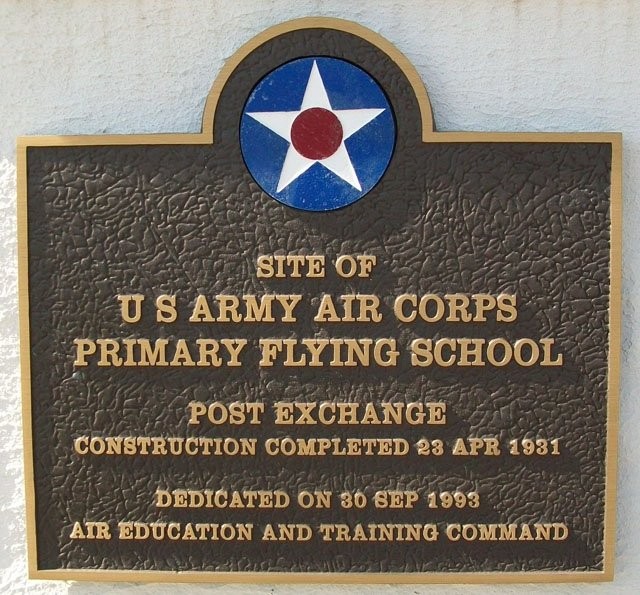 SITE OF
U S ARMY AIR CORPS
PRIMARY FLYING SCHOOL
POST EXCHANGE
CONSTRUCTION COMPLETED 23 APR 1931
DEDICATED ON 30 SEP 1993
AIR EDUCATION AND TRAINING COMMAND